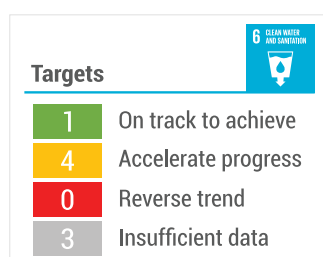 6 CLEAN WATER
AND SANITATION
Targets
1 On track to achieve
4 Accelerate progress
0 Reverse trend
3 Insufficient data